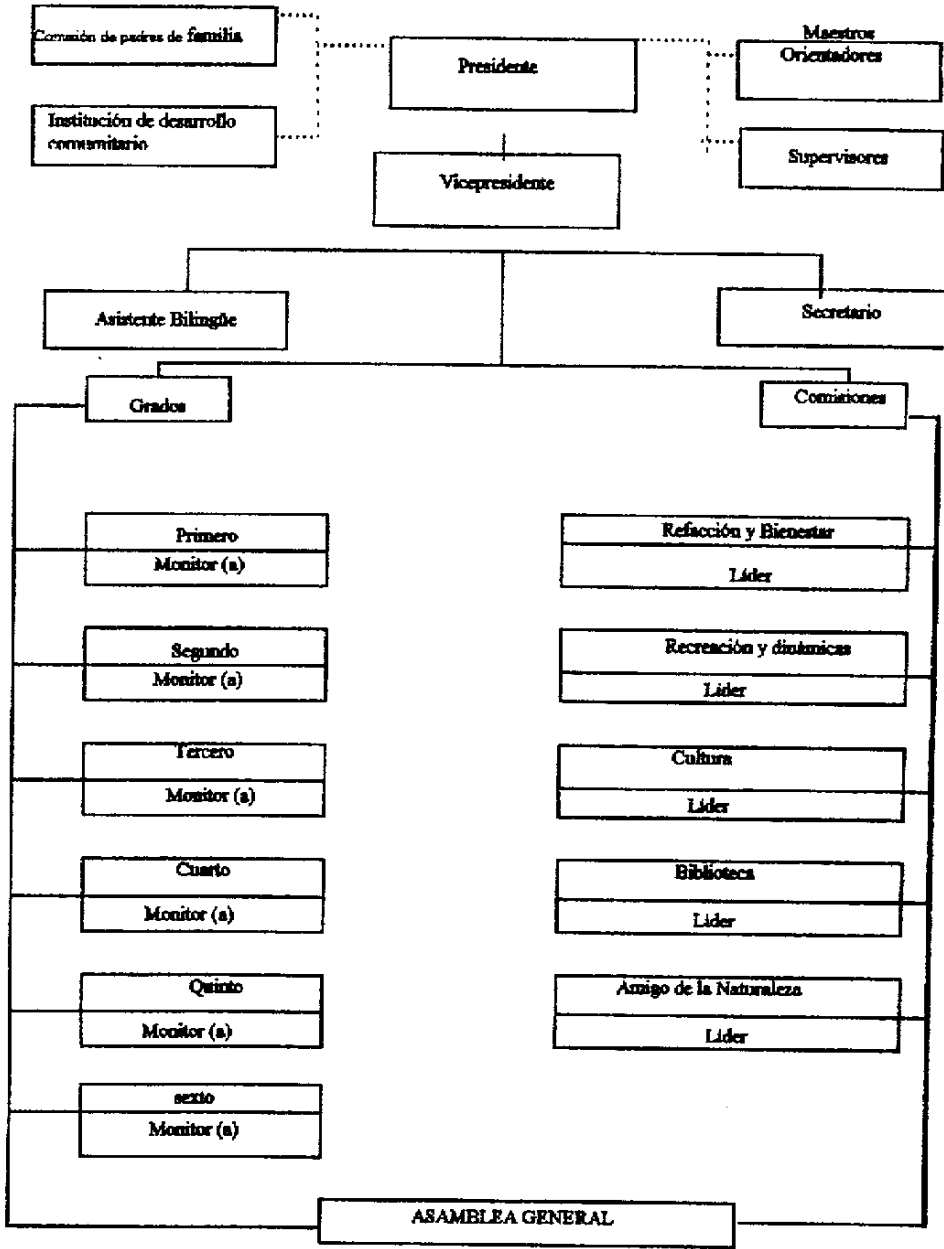 Comisión de padres de familia
Maestros
Orientadores
Presidente
Institución de desarrollo
comunitario
Supervisores
Vicepresidente
Asistente Bilingüe
Secretario
Grados
Comisiones
Primero
Monitor (a)
Segundo
Monitor (a)
Tercero
Monitor (a)
Cuarto
Monitor (a)
Quinto
Monitor (a)
sexto
Monitor (a)
Refacción y Bienestar
Líder
Recreación y dinámicas
Líder
Cultura
Líder
Biblioteca
Líder
Amigo de la Naturaleza
Líder
ASAMBLEA GENERAL